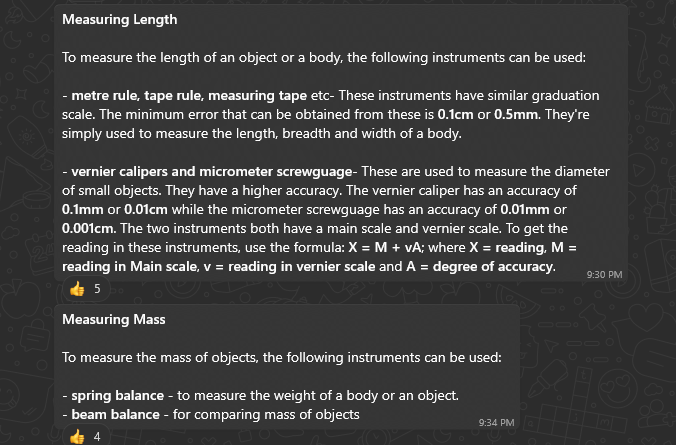 Measuring Length
To measure the length of an object or a body, the following instruments can be used:
- metre rule, tape rule, measuring tape etc- These instruments have similar graduation
scale. The minimum error that can be obtained from these is 0.1cm or 0.5mm. They're
simply used to measure the length, breadth and width of a body.
- vernier calipers and micrometer screwguage- These are used to measure the diameter
of small objects. They have a higher accuracy. The vernier caliper has an accuracy of
0.1mm or 0.01cm while the micrometer screwguage has an accuracy of 0.01mm or
0.001cm. The two instruments both have a main scale and vernier scale. To get the
reading in these instruments, use the formula: X = M + vA; where X = reading, M =
reading in Main scale, v = reading in vernier scale and A = degree of accuracy.
9:30 PM
👍 5
Measuring Mass
To measure the mass of objects, the following instruments can be used:
- spring balance - to measure the weight of a body or an object.
- beam balance - for comparing mass of objects
9:34 PM
👍 4